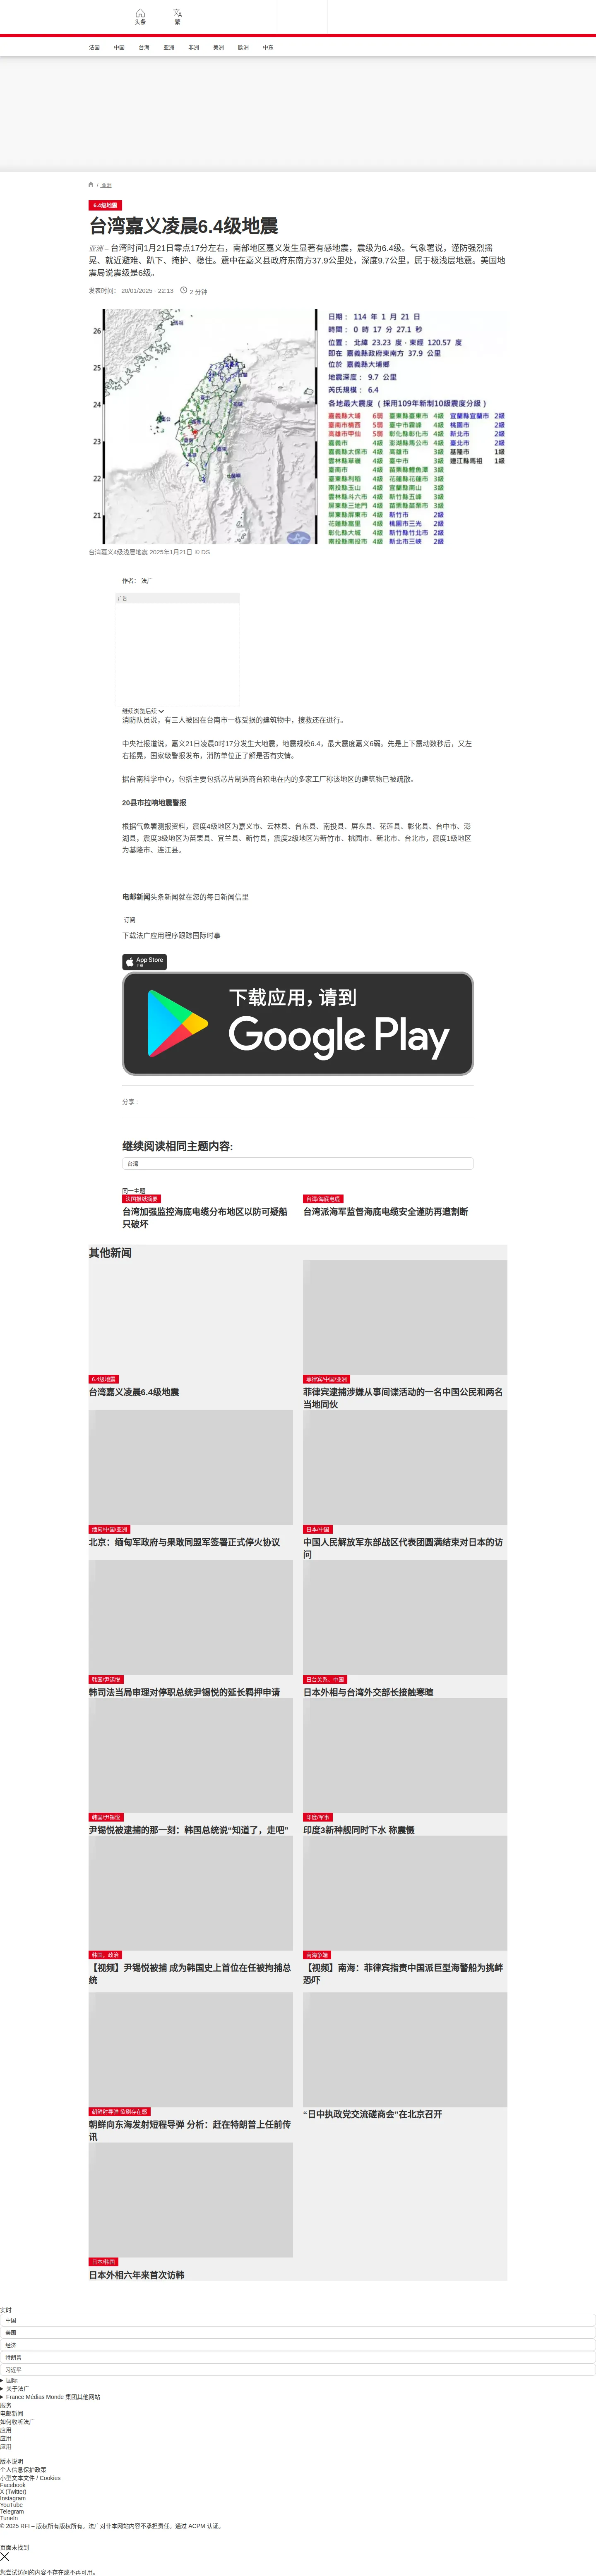 头条
繁
法国 中国 台海 亚洲 非洲 美洲 欧洲 中东
/ 亚洲
6.4级地震
台湾嘉义凌晨6.4级地震
亚洲 – 台湾时间1月21日零点17分左右，南部地区嘉义发生显著有感地震，震级为6.4级。气象署说，谨防强烈摇
晃、就近避难、趴下、掩护、稳住。震中在嘉义县政府东南方37.9公里处，深度9.7公里，属于极浅层地震。美国地
震局说震级是6级。
发表时间： 20/01/2025 - 22:13 2 分钟
日期： 114 年 1 月 21 日
時間： 0 時 17 分 27.1 秒
位置： 北緯 23.23 度 · 東經 120.57 度
即在 嘉義縣政府東南方 37.9 公里
位於 嘉義縣大埔鄉
地震深度： 9.7 公里
芮氏規模： 6.4
各地最大震度 （ 採用109年新制10級震度分級 ）
嘉義縣大埔 6弱 臺東縣臺東市 4級 宜蘭縣宜蘭市 2級
臺南市楠西 5弱 臺中市霧峰 4級 桃園市 2級
高雄市甲仙 5弱 彰化縣彰化市 4級 新北市 2級
嘉義市 4級 澎湖縣馬公市 4級 臺北市 2級
嘉義縣太保市 4級 高雄市 3級 基隆市 1級
雲林縣草嶺 4級 臺中市 3級 連江縣馬祖 1級
臺南市 4級 苗栗縣鯉魚潭 3級
臺東縣利稻 4級 花蓮縣花蓮市 3級
南投縣玉山 4級 宜蘭縣南山 3級
雲林縣斗六市 4級 新竹縣五峰 3級
屏東縣三地門 4級 苗栗縣苗栗市 3級
屏東縣屏東市 4級 新竹市 2級
花蓮縣富里 4級 桃園市三光 2級
彰化縣大城 4級 新竹縣竹北市 2級
南投縣南投市 4級 新北市三峽 2級
26
25
24
23
22
21
台湾嘉义4级浅层地震 2025年1月21日 © DS
作者： 法广
广告
继续浏览后续
消防队员说，有三人被困在台南市一栋受损的建筑物中，搜救还在进行。
中央社报道说，嘉义21日凌晨0时17分发生大地震，地震规模6.4，最大震度嘉义6弱。先是上下震动数秒后，又左
右摇晃，国家级警报发布，消防单位正了解是否有灾情。
据台南科学中心，包括主要包括芯片制造商台积电在内的多家工厂称该地区的建筑物已被疏散。
20县市拉响地震警报
根据气象署测报资料，震度4级地区为嘉义市、云林县、台东县、南投县、屏东县、花莲县、彰化县、台中市、澎
湖县，震度3级地区为苗栗县、宜兰县、新竹县，震度2级地区为新竹市、桃园市、新北市、台北市，震度1级地区
为基隆市、连江县。
电邮新闻头条新闻就在您的每日新闻信里
订阅
下载法广应用程序跟踪国际时事
App Store
下载
下载应用，请到
Google Play
分享 :
继续阅读相同主题内容:
台湾
同一主题
法国报纸摘要
台湾加强监控海底电缆分布地区以防可疑船
只破坏
台湾/海底电缆
台湾派海军监督海底电缆安全谨防再遭割断
其他新闻
6.4级地震
台湾嘉义凌晨6.4级地震
菲律宾/中国/亚洲
菲律宾逮捕涉嫌从事间谍活动的一名中国公民和两名
当地同伙
缅甸/中国/亚洲
北京：缅甸军政府与果敢同盟军签署正式停火协议
日本/中国
中国人民解放军东部战区代表团圆满结束对日本的访
问
韩国/尹锡悦
韩司法当局审理对停职总统尹锡悦的延长羁押申请
日台关系、中国
日本外相与台湾外交部长接触寒暄
韩国/尹锡悦
尹锡悦被逮捕的那一刻：韩国总统说“知道了，走吧”
印度/军事
印度3新种舰同时下水 称震慑
韩国、政治
【视频】尹锡悦被捕 成为韩国史上首位在任被拘捕总
统
南海争端
【视频】南海：菲律宾指责中国派巨型海警船为挑衅
恐吓
朝鲜射导弹 欲刷存在感
朝鲜向东海发射短程导弹 分析：赶在特朗普上任前传
讯
“日中执政党交流磋商会”在北京召开
日本/韩国
日本外相六年来首次访韩
实时
中国
美国
经济
特朗普
习近平
国际
关于法广
France Médias Monde 集团其他网站
服务
电邮新闻
如何收听法广
应用
应用
应用
版本说明
个人信息保护政策
小型文本文件 / Cookies
Facebook
X (Twitter)
Instagram
YouTube
Telegram
TuneIn
© 2025 RFI – 版权所有版权所有。法广对非本网站内容不承担责任。通过 ACPM 认证。
页面未找到
您尝试访问的内容不存在或不再可用。